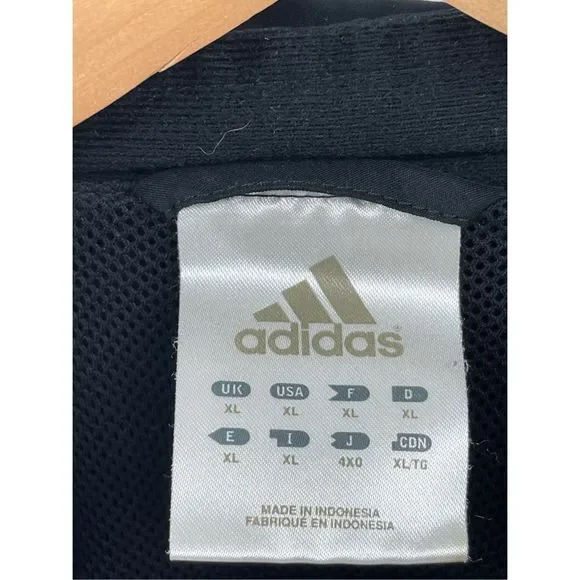 adidas®
UK USA F D
XL XL XL XL
E I J CDN
XL XL 4XO XL/TG
MADE IN INDONESIA
FABRIQUÉ EN INDONESIA